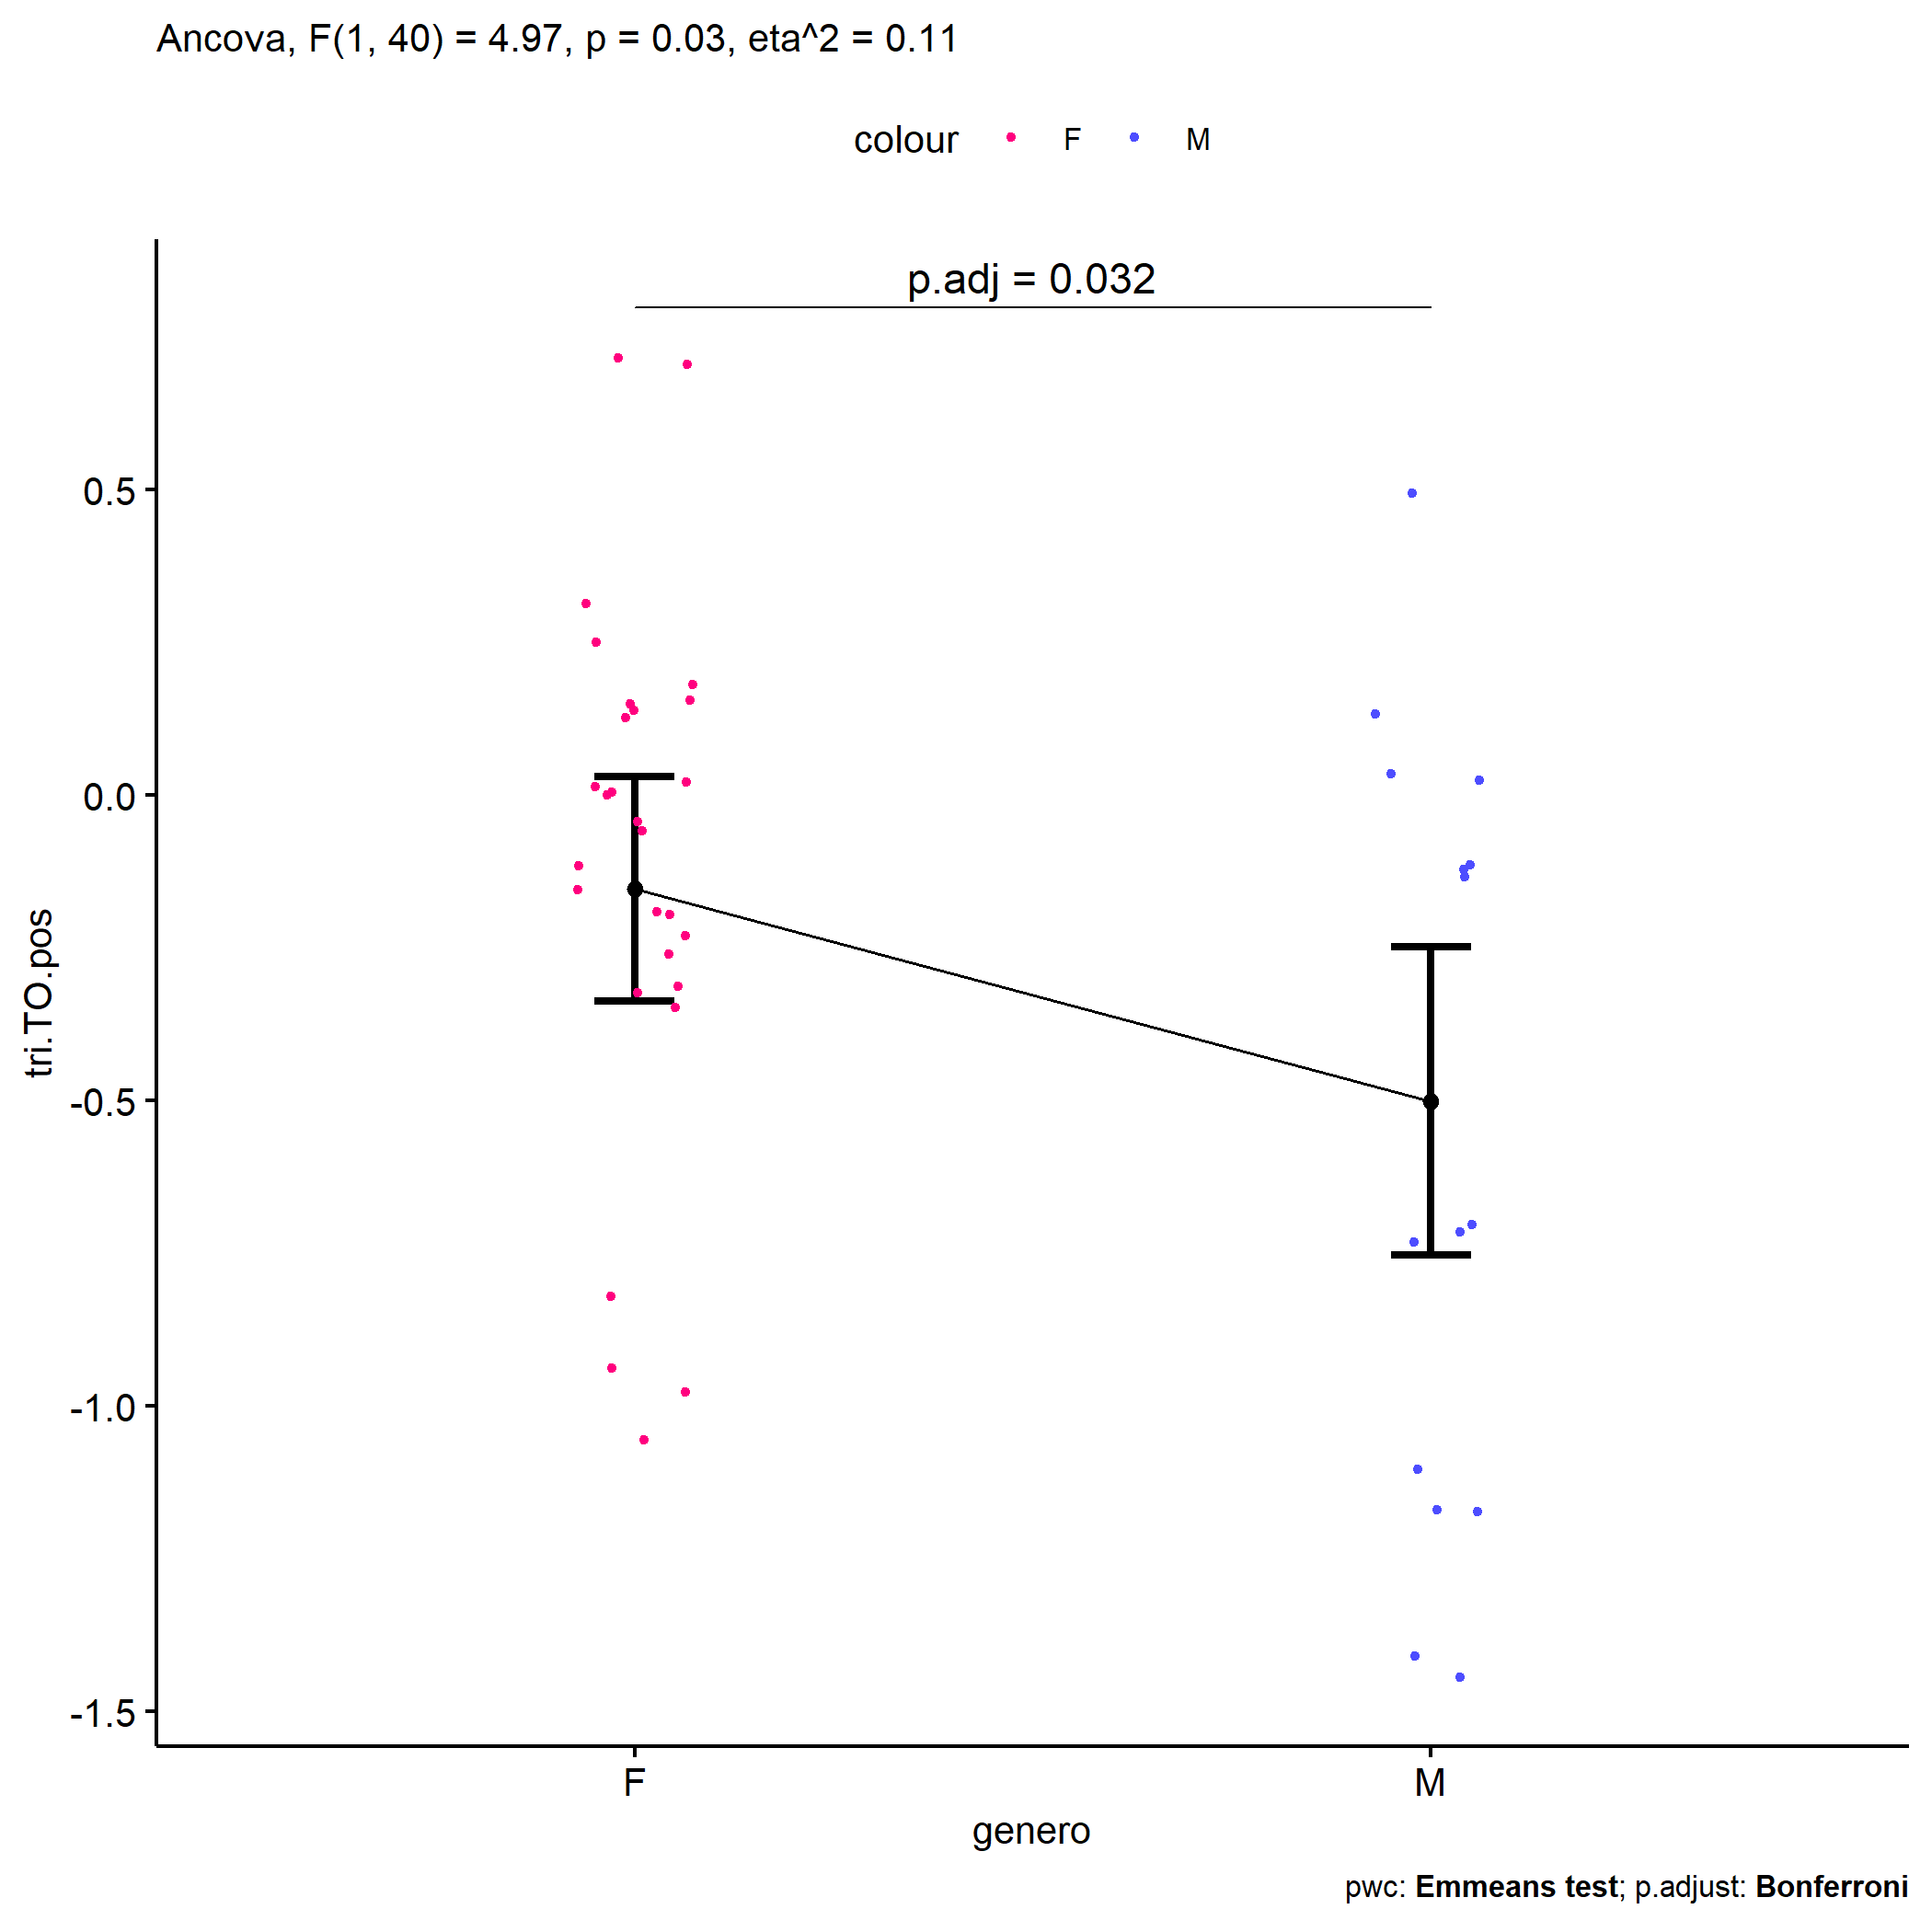 Ancova, F(1, 40) = 4.97, p = 0.03, eta^2 = 0.11
colour F M
p.adj = 0.032
0.5
0.0
-0.5
-1.0
-1.5
tri.TO.pos
F M
genero
pwc: Emmeans test; p.adjust: Bonferroni